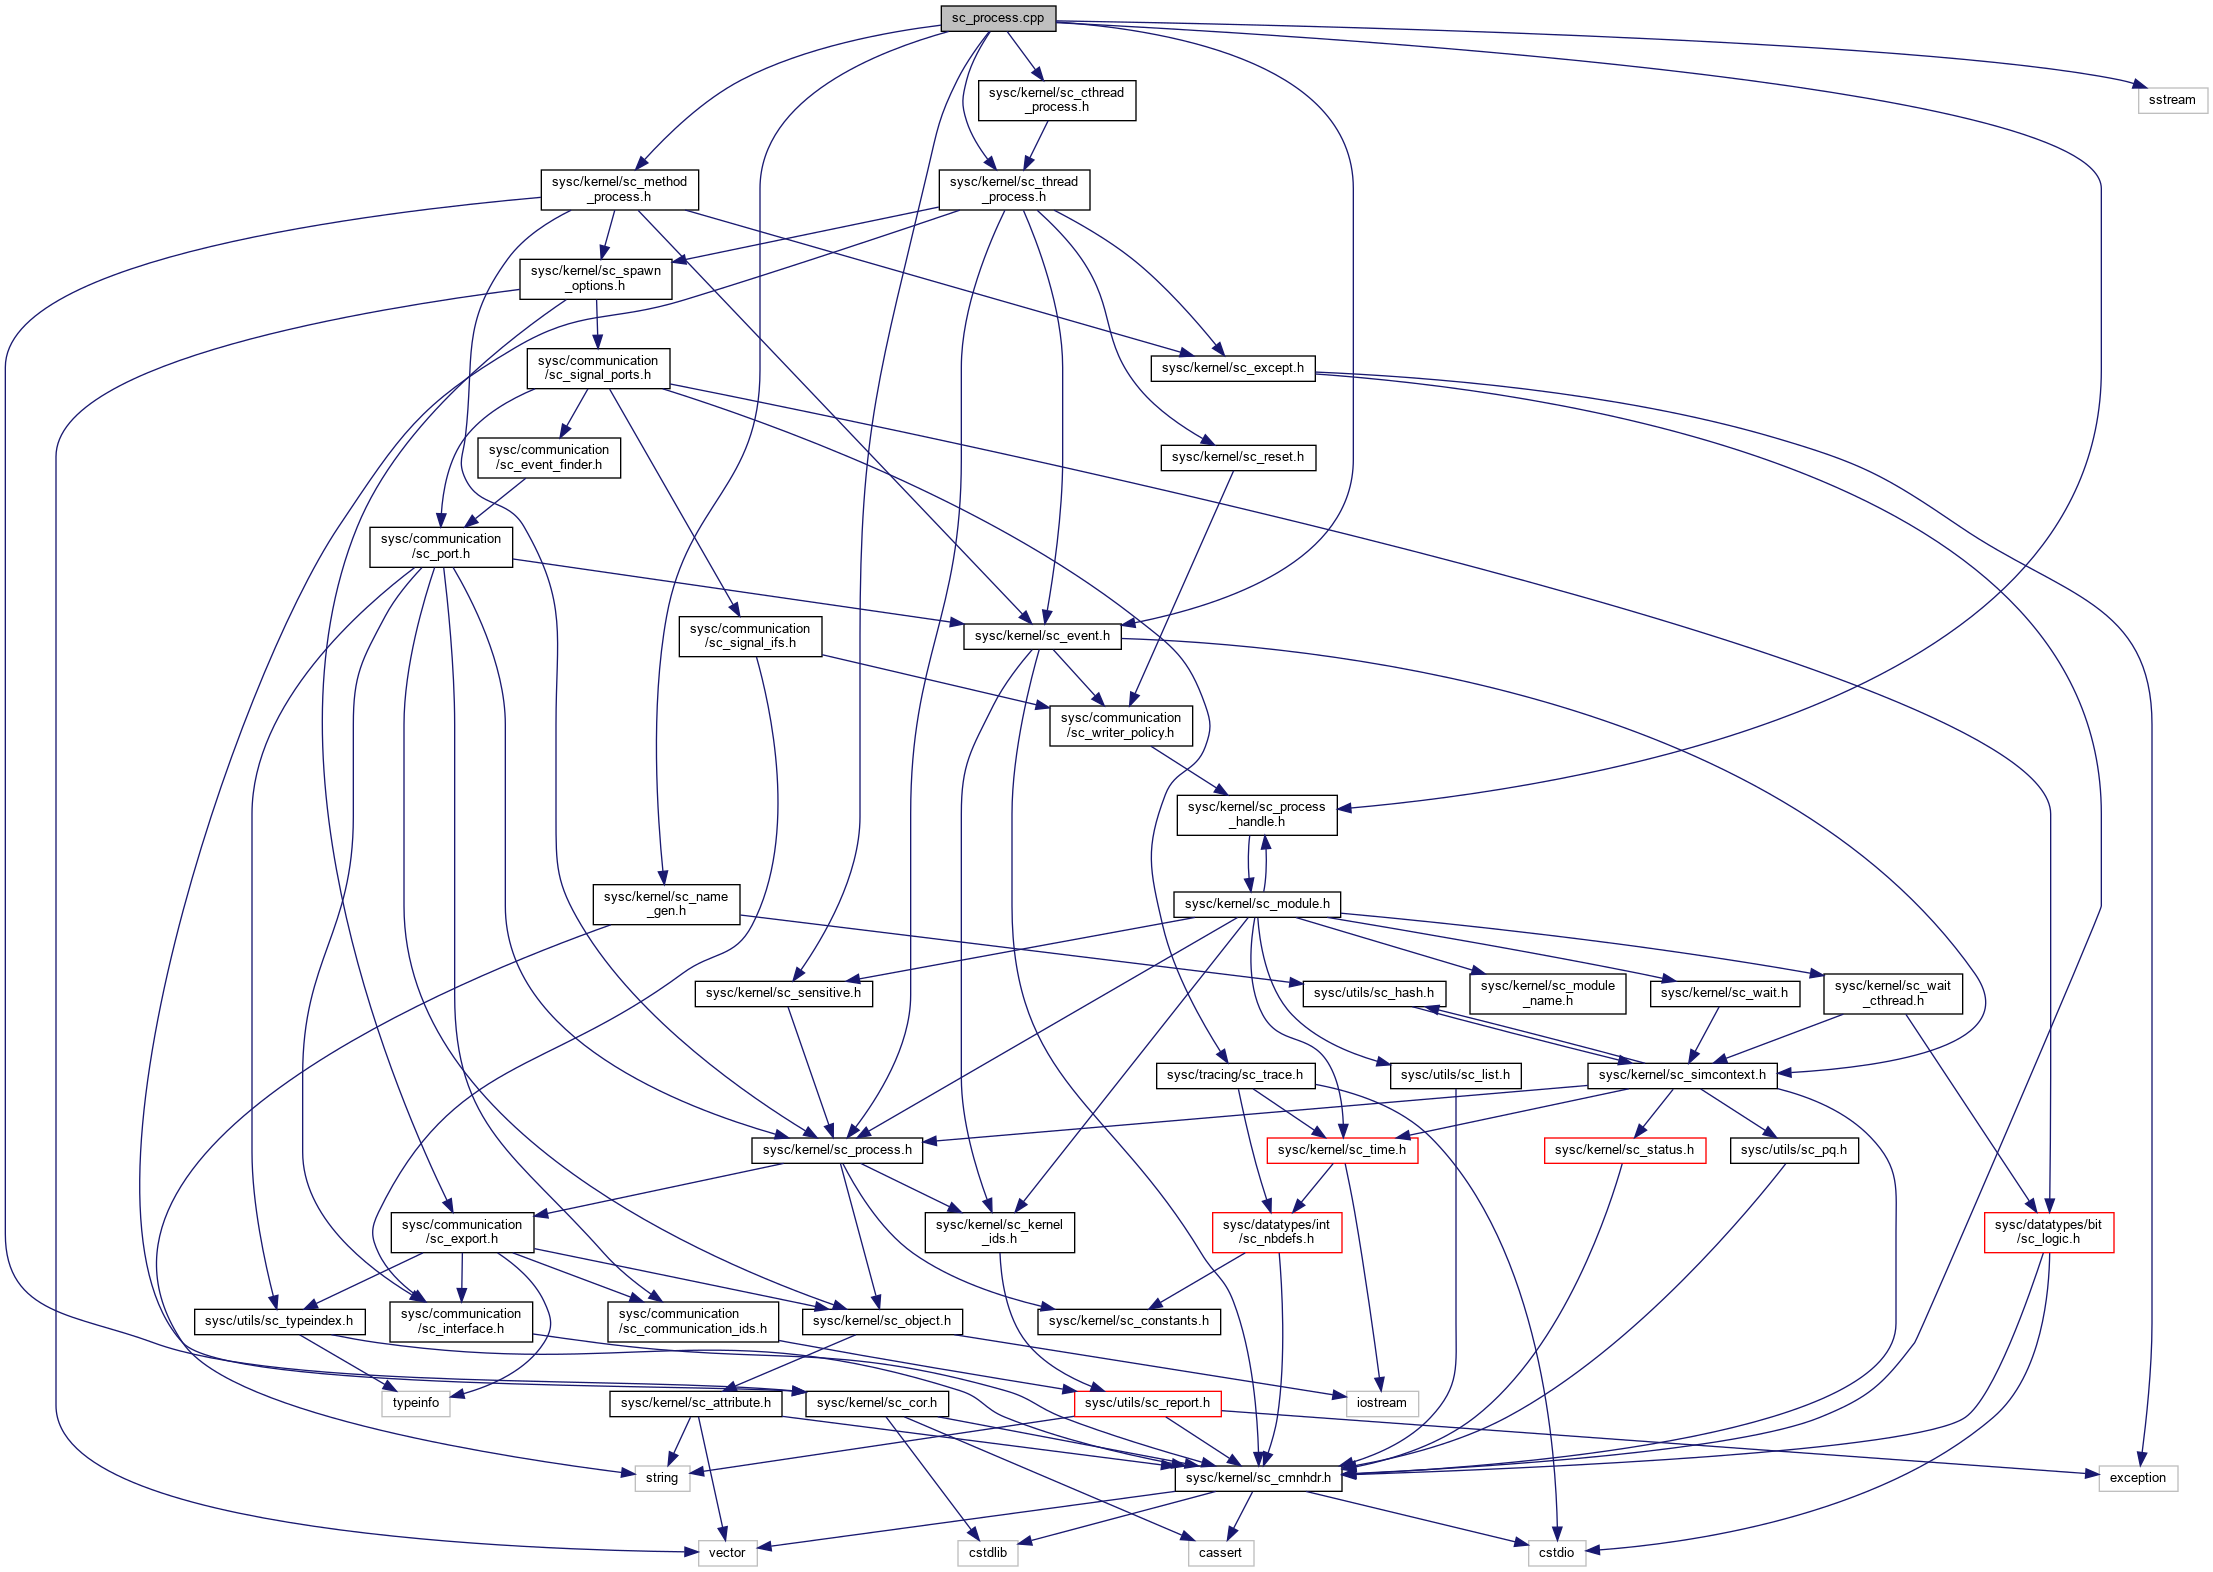 sc_process.cpp
sysc/kernel/sc_cthread
_process.h
sstream
sysc/kernel/sc_method
_process.h
sysc/kernel/sc_thread
_process.h
sysc/kernel/sc_spawn
_options.h
sysc/communication
/sc_signal_ports.h
sysc/kernel/sc_except.h
sysc/communication
/sc_event_finder.h
sysc/kernel/sc_reset.h
sysc/communication
/sc_port.h
sysc/communication
/sc_signal_ifs.h
sysc/kernel/sc_event.h
sysc/communication
/sc_writer_policy.h
sysc/kernel/sc_process
_handle.h
sysc/kernel/sc_name
_gen.h
sysc/kernel/sc_module.h
sysc/kernel/sc_sensitive.h
sysc/utils/sc_hash.h
sysc/kernel/sc_module
_name.h
sysc/kernel/sc_wait.h
sysc/kernel/sc_wait
_cthread.h
sysc/tracing/sc_trace.h
sysc/utils/sc_list.h
sysc/kernel/sc_simcontext.h
sysc/kernel/sc_process.h
sysc/kernel/sc_time.h
sysc/kernel/sc_status.h
sysc/utils/sc_pq.h
sysc/communication
/sc_export.h
sysc/kernel/sc_kernel
_ids.h
sysc/datatypes/int
/sc_nbdefs.h
sysc/datatypes/bit
/sc_logic.h
sysc/utils/sc_typeindex.h
sysc/communication
/sc_interface.h
sysc/communication
/sc_communication_ids.h
sysc/kernel/sc_object.h
sysc/kernel/sc_constants.h
typeinfo
sysc/kernel/sc_attribute.h
sysc/kernel/sc_cor.h
sysc/utils/sc_report.h
iostream
string
sysc/kernel/sc_cmnhdr.h
exception
vector
cstdlib
cassert
cstdio